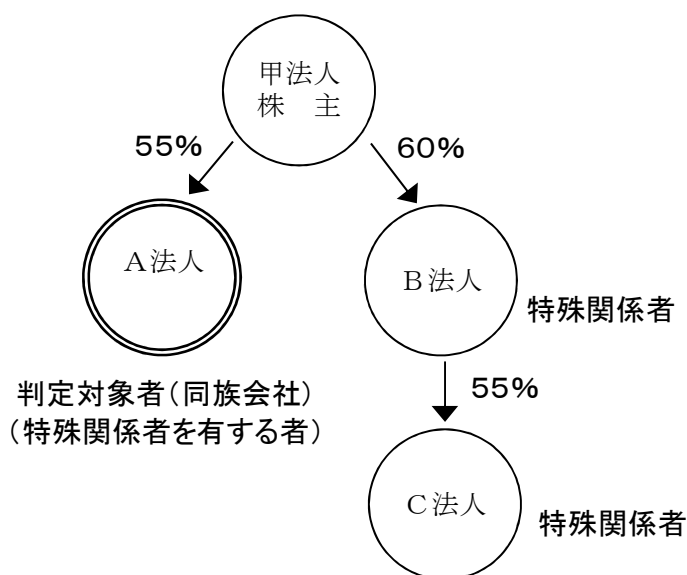 甲法人
株　主
55%
60%
A法人
B法人
特殊関係者
判定対象者(同族会社)
(特殊関係者を有する者)
55%
C法人
特殊関係者